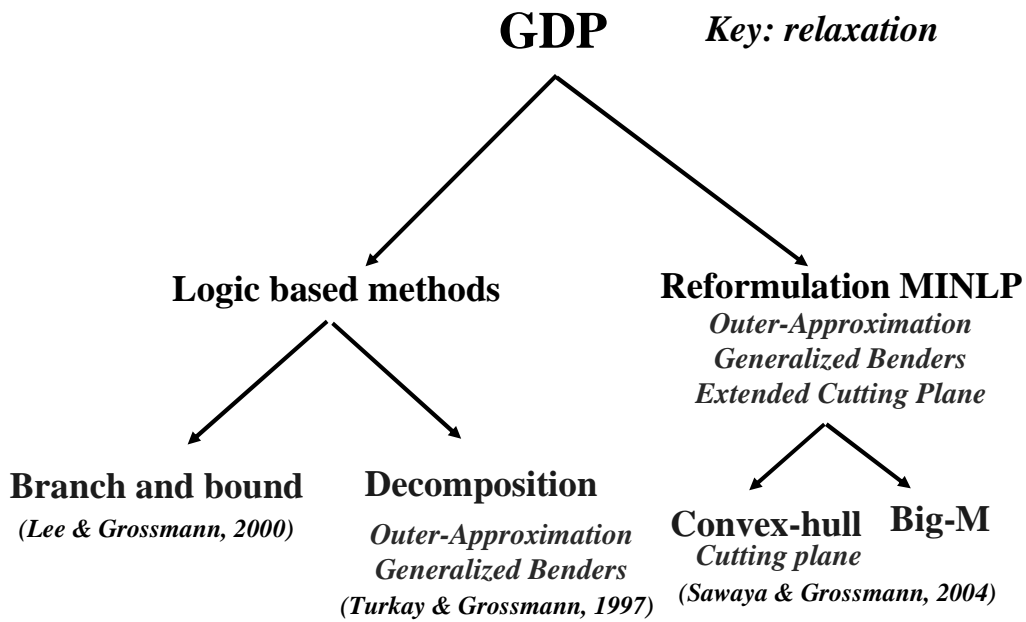 GDP
Key: relaxation
Logic based methods
Reformulation MINLP
Outer-Approximation
Generalized Benders
Extended Cutting Plane
Branch and bound
(Lee & Grossmann, 2000)
Decomposition
Outer-Approximation
Generalized Benders
(Turkay & Grossmann, 1997)
Convex-hull
Cutting plane
(Sawaya & Grossmann, 2004)
Big-M